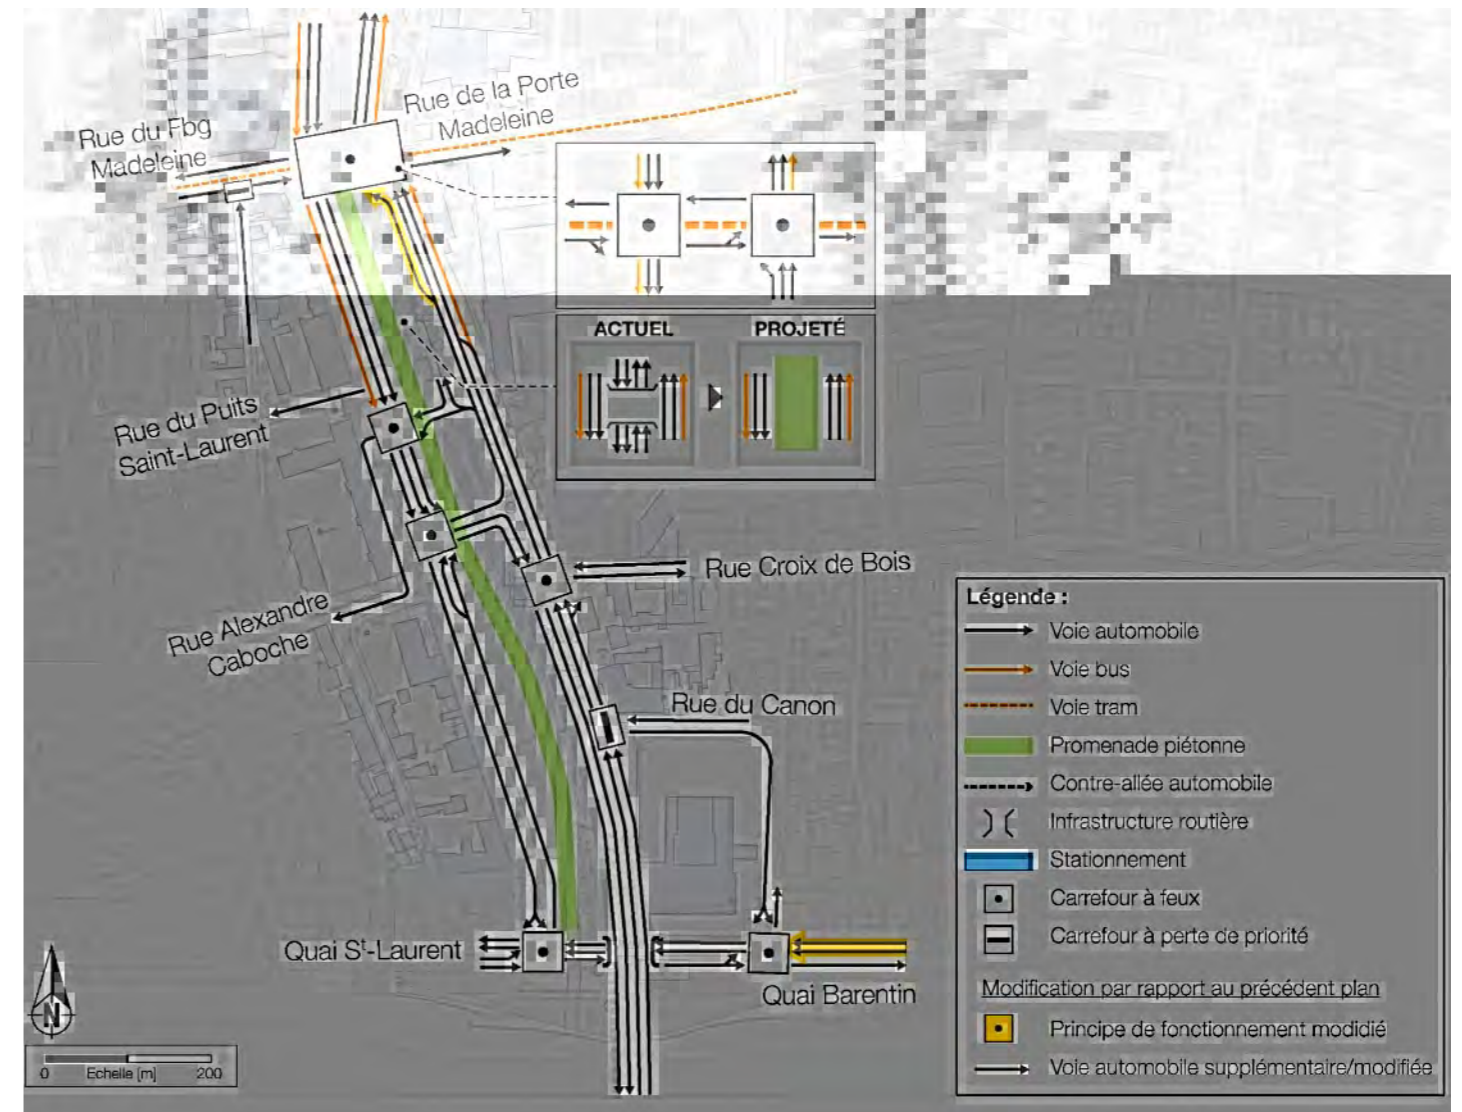 Rue de la Porte
Madeleine
Rue du Fbg
Madeleine
ACTUEL
PROJETÉ
Rue du Puits
Saint-Laurent
Rue Croix de Bois
Rue Alexandre
Caboche
Rue du Canon
Quai St-Laurent
Quai Barentin
N
0 Echelle [m] 200
Légende :
Voie automobile
Voie bus
Voie tram
Promenade piétonne
Contre-allée automobile
Infrastructure routière
Stationnement
Carrefour à feux
Carrefour à perte de priorité
Modification par rapport au précédent plan
Principe de fonctionnement modidié
Voie automobile supplémentaire/modifiée